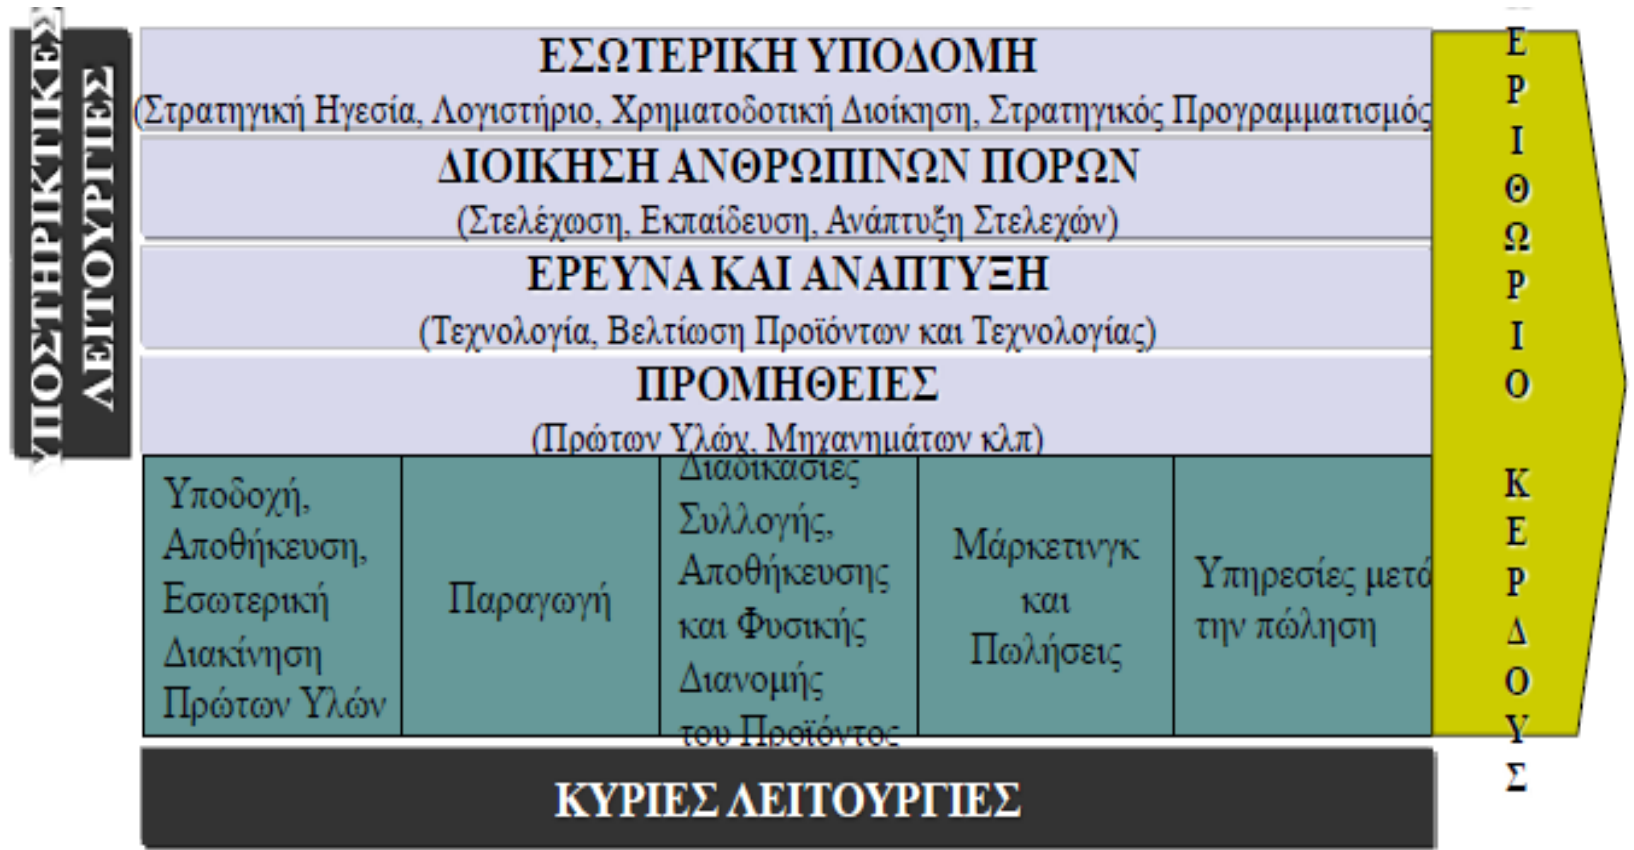 ΥΠΟΣΤΗΡΙΚΤΙΚΕΣ
ΛΕΙΤΟΥΡΓΙΕΣ
ΕΣΩΤΕΡΙΚΗ ΥΠΟΔΟΜΗ
(Στρατηγική Ηγεσία, Λογιστήριο, Χρηματοδοτική Διοίκηση, Στρατηγικός Προγραμματισμός
ΔΙΟΙΚΗΣΗ ΑΝΘΡΩΠΙΝΩΝ ΠΟΡΩΝ
(Στελέχωση, Εκπαίδευση, Ανάπτυξη Στελεχών)
ΕΡΕΥΝΑ ΚΑΙ ΑΝΑΠΤΥΞΗ
(Τεχνολογία, Βελτίωση Προϊόντων και Τεχνολογίας)
ΠΡΟΜΗΘΕΙΕΣ
(Πρώτων Υλών, Μηχανημάτων κλπ)
Υποδοχή,
Αποθήκευση,
Εσωτερική
Διακίνηση
Πρώτων Υλών
Παραγωγή
Διαδικασίες
Συλλογής,
Αποθήκευσης
και Φυσικής
Διανομής
του Προϊόντος
Μάρκετινγκ
και
Πωλήσεις
Υπηρεσίες μετά
την πώληση
ΠΕΡΙΘΩΡΙΟ ΚΕΡΔΟΥΣ
ΚΥΡΙΕΣ ΛΕΙΤΟΥΡΓΙΕΣ